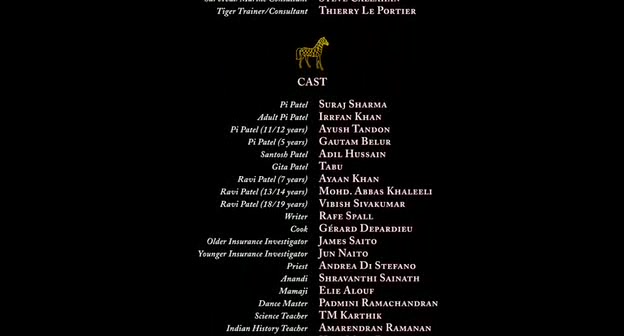 Survival/Marine Consultant Steve Callahan
Tiger Trainer/Consultant Thierry Le Portier
CAST
Pi Patel Suraj Sharma
Adult Pi Patel Irrfan Khan
Pi Patel (11/12 years) Ayush Tandon
Pi Patel (5 years) Gautam Belur
Santosh Patel Adil Hussain
Gita Patel Tabu
Ravi Patel (7 years) Ayaan Khan
Ravi Patel (13/14 years) Mohd. Abbas Khaleeli
Ravi Patel (18/19 years) Vibish Sivakumar
Writer Rafe Spall
Cook Gérard Depardieu
Older Insurance Investigator James Saito
Younger Insurance Investigator Jun Naito
Priest Andrea Di Stefano
Anandi Shravanthi Sainath
Mamaji Elie Alouf
Dance Master Padmini Ramachandran
Science Teacher TM Karthik
Indian History Teacher Amarendran Ramanan